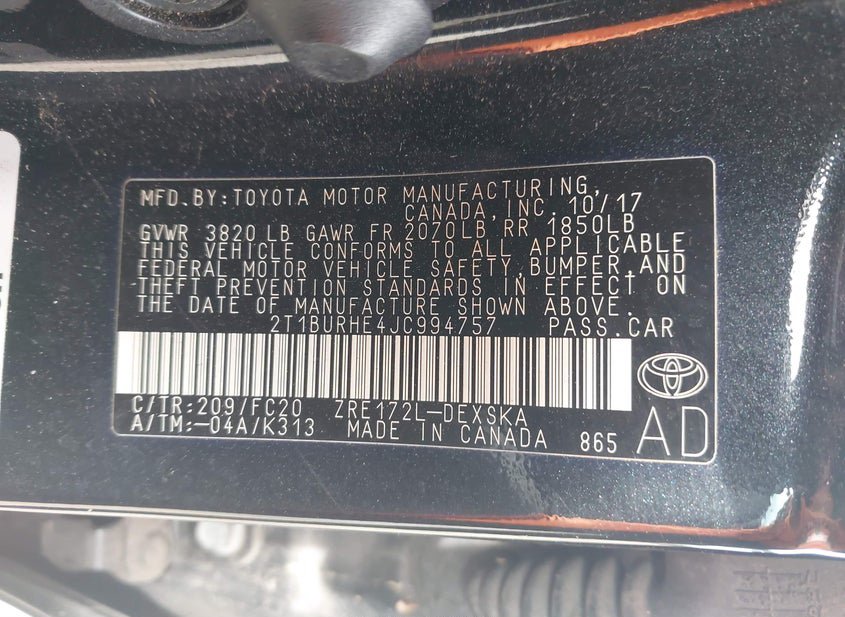 MFD.BY:TOYOTA MOTOR MANUFACTURING,
CANADA,INC. 10/17
GVWR 3820 LB GAWR FR 2070LB RR 1850LB
THIS VEHICLE CONFORMS TO ALL APPLICABLE
FEDERAL MOTOR VEHICLE SAFETY,BUMPER,AND
THEFT PREVENTION STANDARDS IN EFFECT ON
THE DATE OF MANUFACTURE SHOWN ABOVE.
2T1BURHE4JC994757 PASS.CAR
C/TR:209/FC20 ZRE172L-DEXSKA
A/TM:-04A/K313 MADE IN CANADA 865
AD